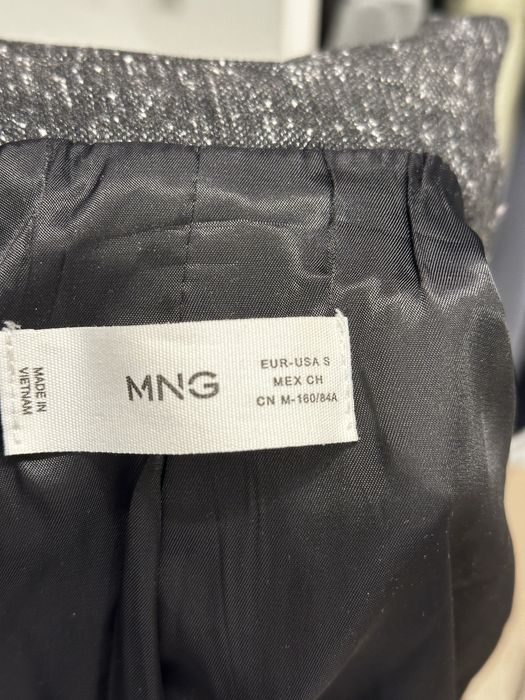 MADE IN
VIETNAM
MNG
EUR-USA S
MEX CH
CN M-160/84A